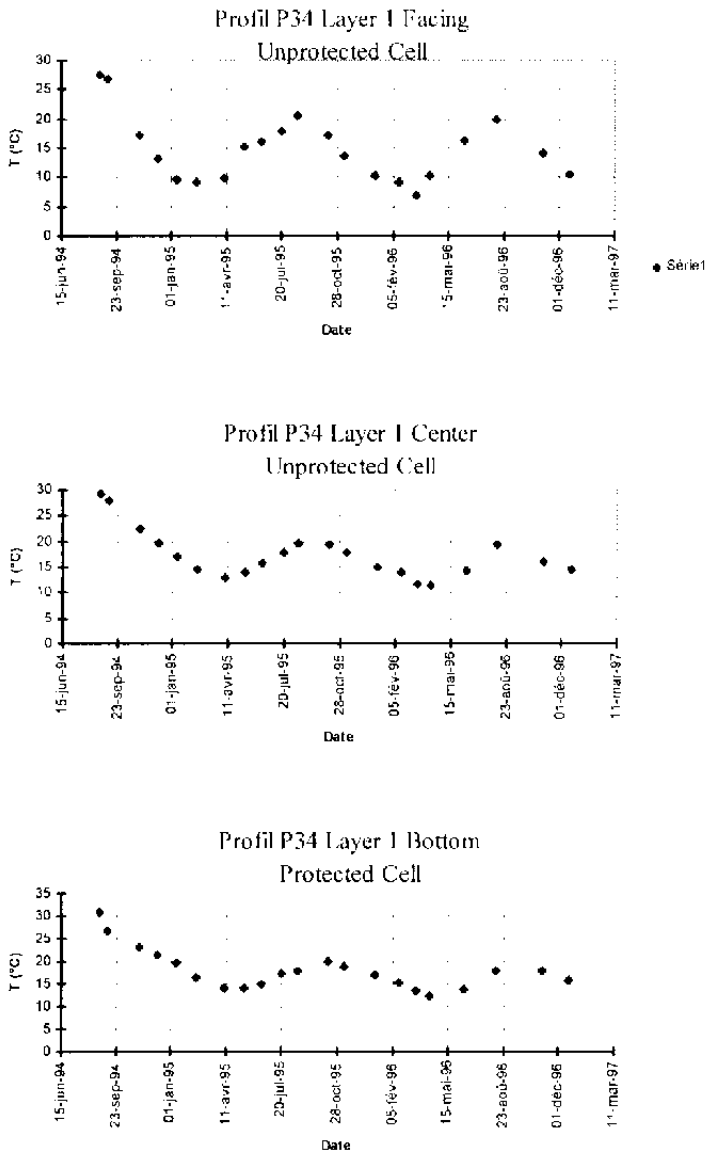 Profil P34 Layer 1 Facing
Unprotected Cell
30
25
20
15
10
5
0
T (°C)
15-jun-94
23-sep-94
01-jan-95
11-avr-95
20-jul-95
28-oct-95
05-fév-96
15-mai-96
23-aoû-96
01-déc-96
11-mar-97
Date
Série1
Profil P34 Layer 1 Center
Unprotected Cell
30
25
20
15
10
5
0
T (°C)
15-jun-94
23-sep-94
01-jan-95
11-avr-95
20-jul-95
28-oct-95
05-fév-96
15-mai-96
23-aoû-96
01-déc-96
11-mar-97
Date
Profil P34 Layer 1 Bottom
Protected Cell
35
30
25
20
15
10
5
0
T (°C)
15-jun-94
23-sep-94
01-jan-95
11-avr-95
20-jul-95
28-oct-95
05-fév-96
15-mai-96
23-aoû-96
01-déc-96
11-mar-97
Date